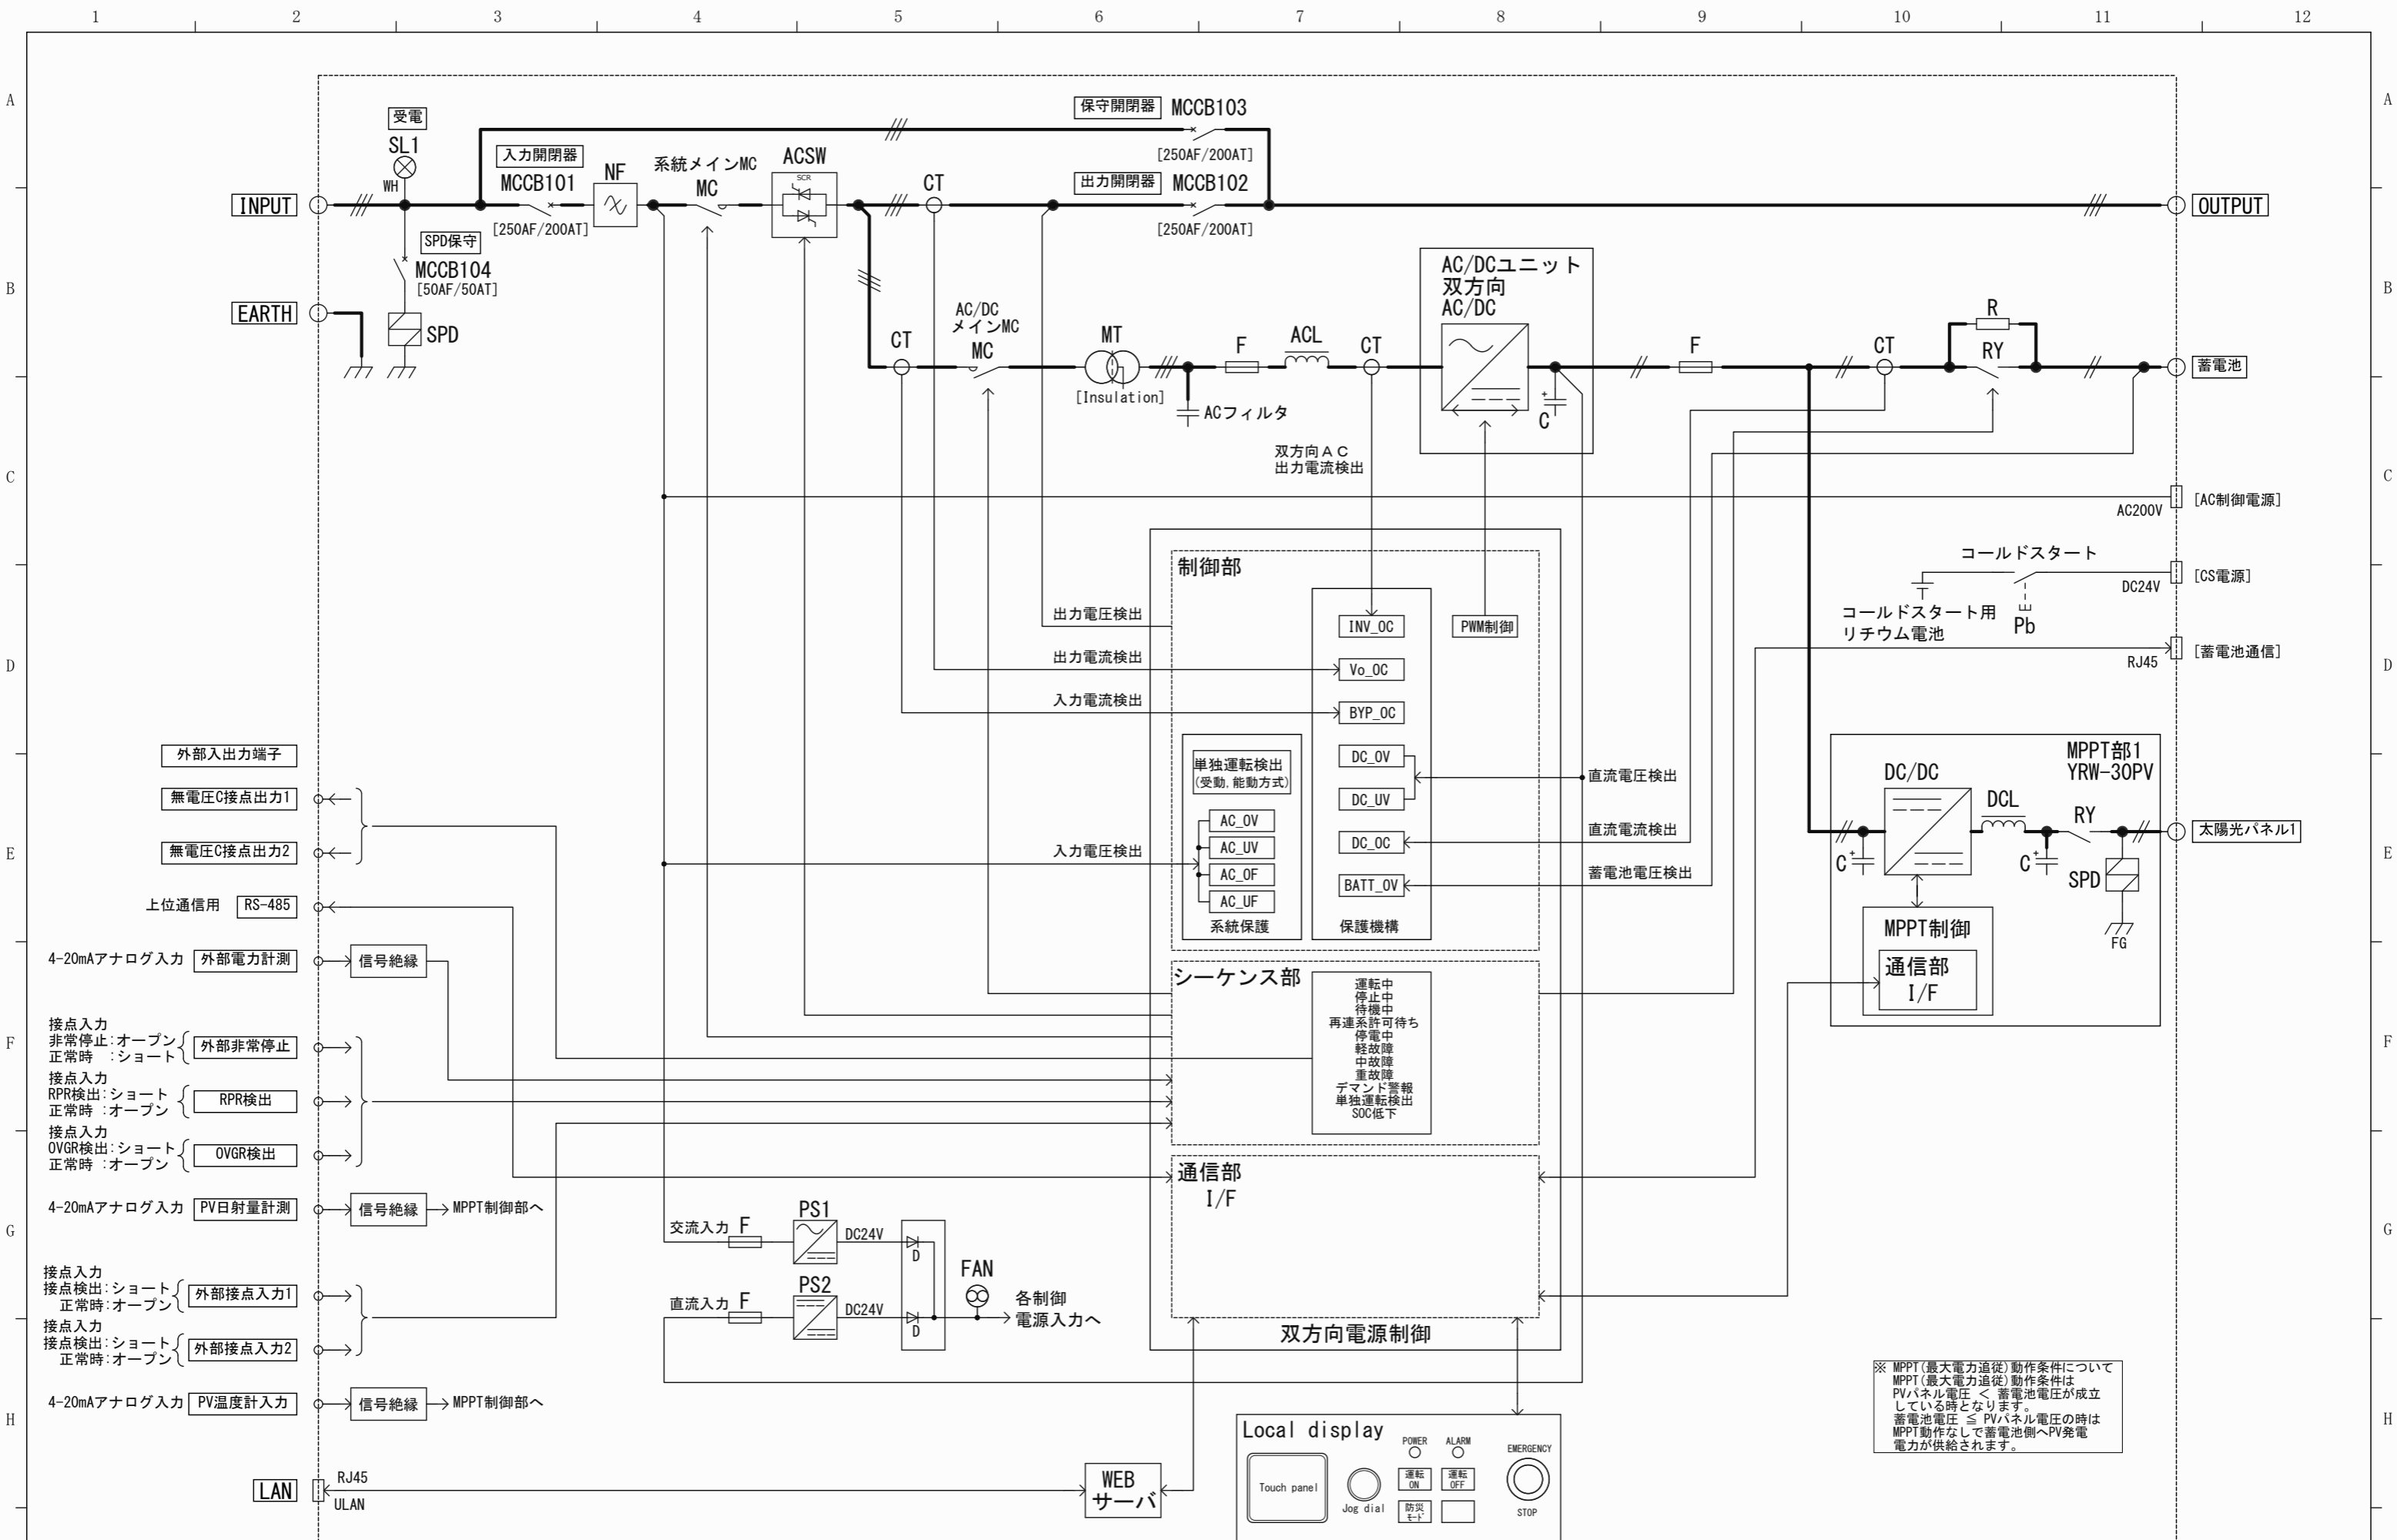 1 2 3 4 5 6 7 8 9 10 11 12
A
A
保守開閉器 MCCB103
[250AF/200AT]
受電
SL1
WH
入力開閉器
MCCB101
[250AF/200AT]
NF
系統メインMC
MC
ACSW
SCR
CT
出力開閉器 MCCB102
[250AF/200AT]
INPUT
OUTPUT
SPD保守
MCCB104
[50AF/50AT]
SPD
B
B
EARTH
CT
AC/DC
メインMC
MC
MT
[Insulation]
ACフィルタ
F
ACL
CT
AC/DCユニット
双方向
AC/DC
+
C
F
CT
R
RY
蓄電池
双方向AC
出力電流検出
C
C
AC200V
[AC制御電源]
コールドスタート
DC24V
[CS電源]
コールドスタート用
リチウム電池
Pb
RJ45
[蓄電池通信]
制御部
出力電圧検出
INV_OC
PWM制御
出力電流検出
Vo_OC
入力電流検出
BYP_OC
D
D
単独運転検出
(受動,能動方式)
DC_OV
DC_UV
直流電圧検出
AC_OV
AC_UV
AC_OF
AC_UF
系統保護
入力電圧検出
DC_OC
直流電流検出
BATT_OV
蓄電池電圧検出
保護機構
MPPT部1
YRW-30PV
DC/DC
DCL
RY
+
C
+
C
SPD
FG
太陽光パネル1
MPPT制御
通信部
I/F
外部入出力端子
無電圧C接点出力1
無電圧C接点出力2
E
E
上位通信用 RS-485
4-20mAアナログ入力 外部電力計測 信号絶縁
シーケンス部
運転中
停止中
待機中
再連系許可待ち
停電中
軽故障
中故障
重故障
デマンド警報
単独運転検出
SOC低下
F
F
接点入力
非常停止:オープン
正常時 :ショート
外部非常停止
接点入力
RPR検出:ショート
正常時 :オープン
RPR検出
接点入力
OVGR検出:ショート
正常時 :オープン
OVGR検出
通信部
I/F
4-20mAアナログ入力 PV日射量計測 信号絶縁 MPPT制御部へ
G
G
交流入力 F
PS1
DC24V
D
直流入力 F
PS2
DC24V
D
FAN
各制御
電源入力へ
双方向電源制御
接点入力
接点検出:ショート
正常時:オープン
外部接点入力1
接点入力
接点検出:ショート
正常時:オープン
外部接点入力2
4-20mAアナログ入力 PV温度計入力 信号絶縁 MPPT制御部へ
H
H
※ MPPT(最大電力追従)動作条件について
MPPT(最大電力追従)動作条件は
PVパネル電圧 < 蓄電池電圧が成立
している時となります。
蓄電池電圧 ≦ PVパネル電圧の時は
MPPT動作なしで蓄電池側へPV発電
電力が供給されます。
Local display
Touch panel
Jog dial
POWER
ALARM
運転
ON
運転
OFF
防災
モード
EMERGENCY
STOP
LAN
RJ45
ULAN
WEB
サーバ